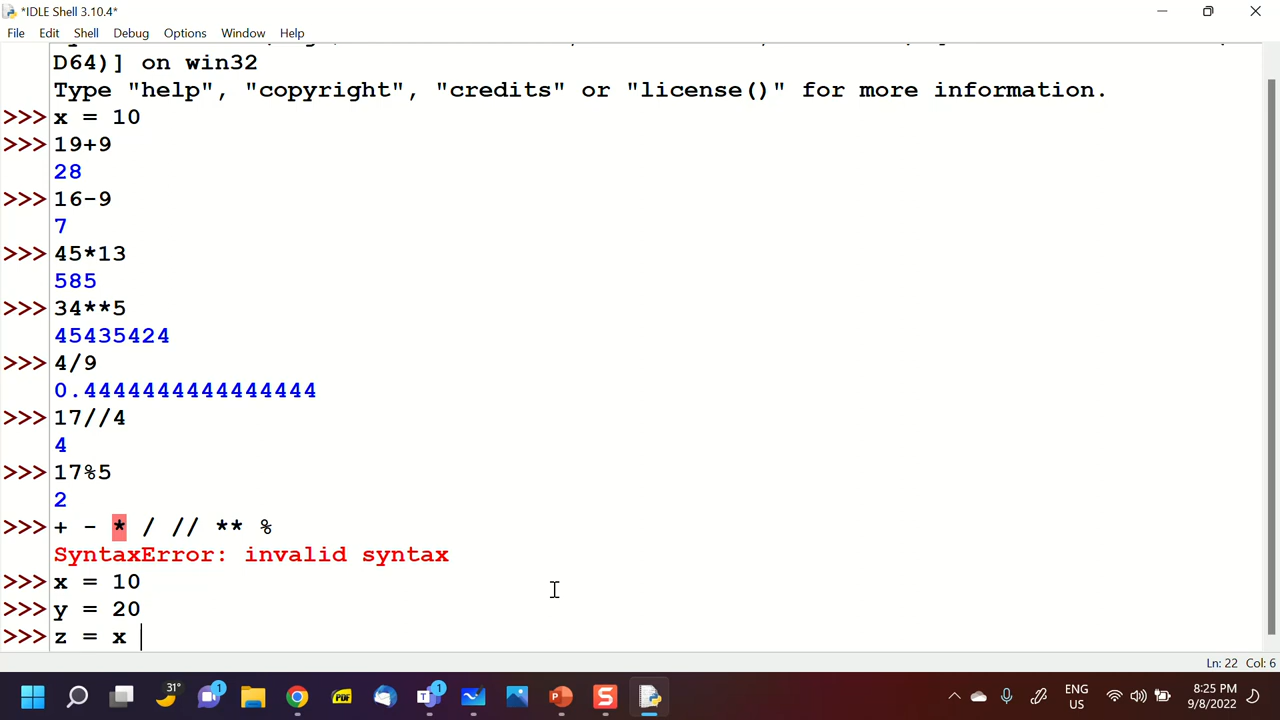 *IDLE Shell 3.10.4*
File Edit Shell Debug Options Window Help
D64)] on win32
Type "help", "copyright", "credits" or "license()" for more information.
>>> x = 10
>>> 19+9
28
>>> 16-9
7
>>> 45*13
585
>>> 34**5
45435424
>>> 4/9
0.4444444444444444
>>> 17//4
4
>>> 17%5
2
>>> + - * / // ** %
SyntaxError: invalid syntax
>>> x = 10
>>> y = 20
>>> z = x
Ln: 22 Col: 6
31°
1
PDF
T
1
P
S
ENG
US
8:25 PM
9/8/2022